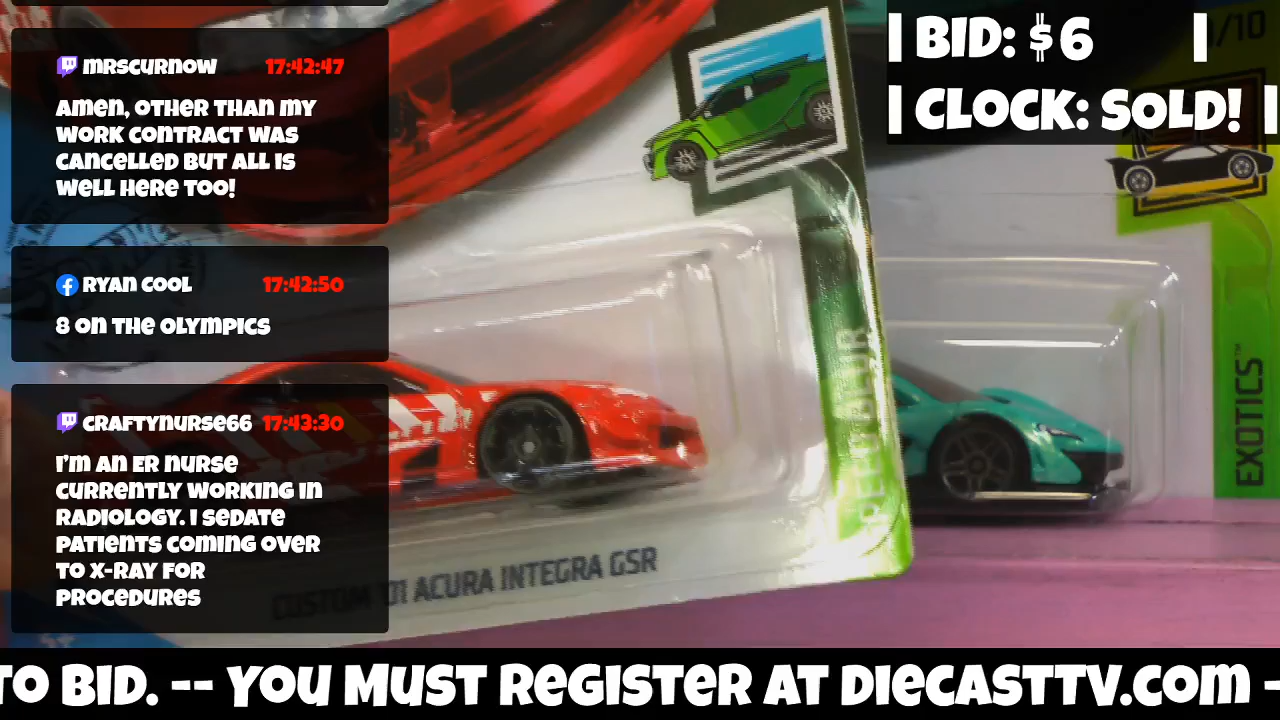 mrscurnow 17:42:47
Amen, other than my
work contract was
cancelled but all is
well here too!
Ryan Cool 17:42:50
8 on the Olympics
craftynurse66 17:43:30
I'm an ER nurse
currently working in
radiology. I sedate
patients coming over
to x-ray for
procedures
| BID: $6 |
| CLOCK: SOLD! |
/10
EXOTICS™
SPEED BLUR
CUSTOM '01 ACURA INTEGRA GSR
TO BID. -- YOU MUST REGISTER AT DIECASTTV.COM -